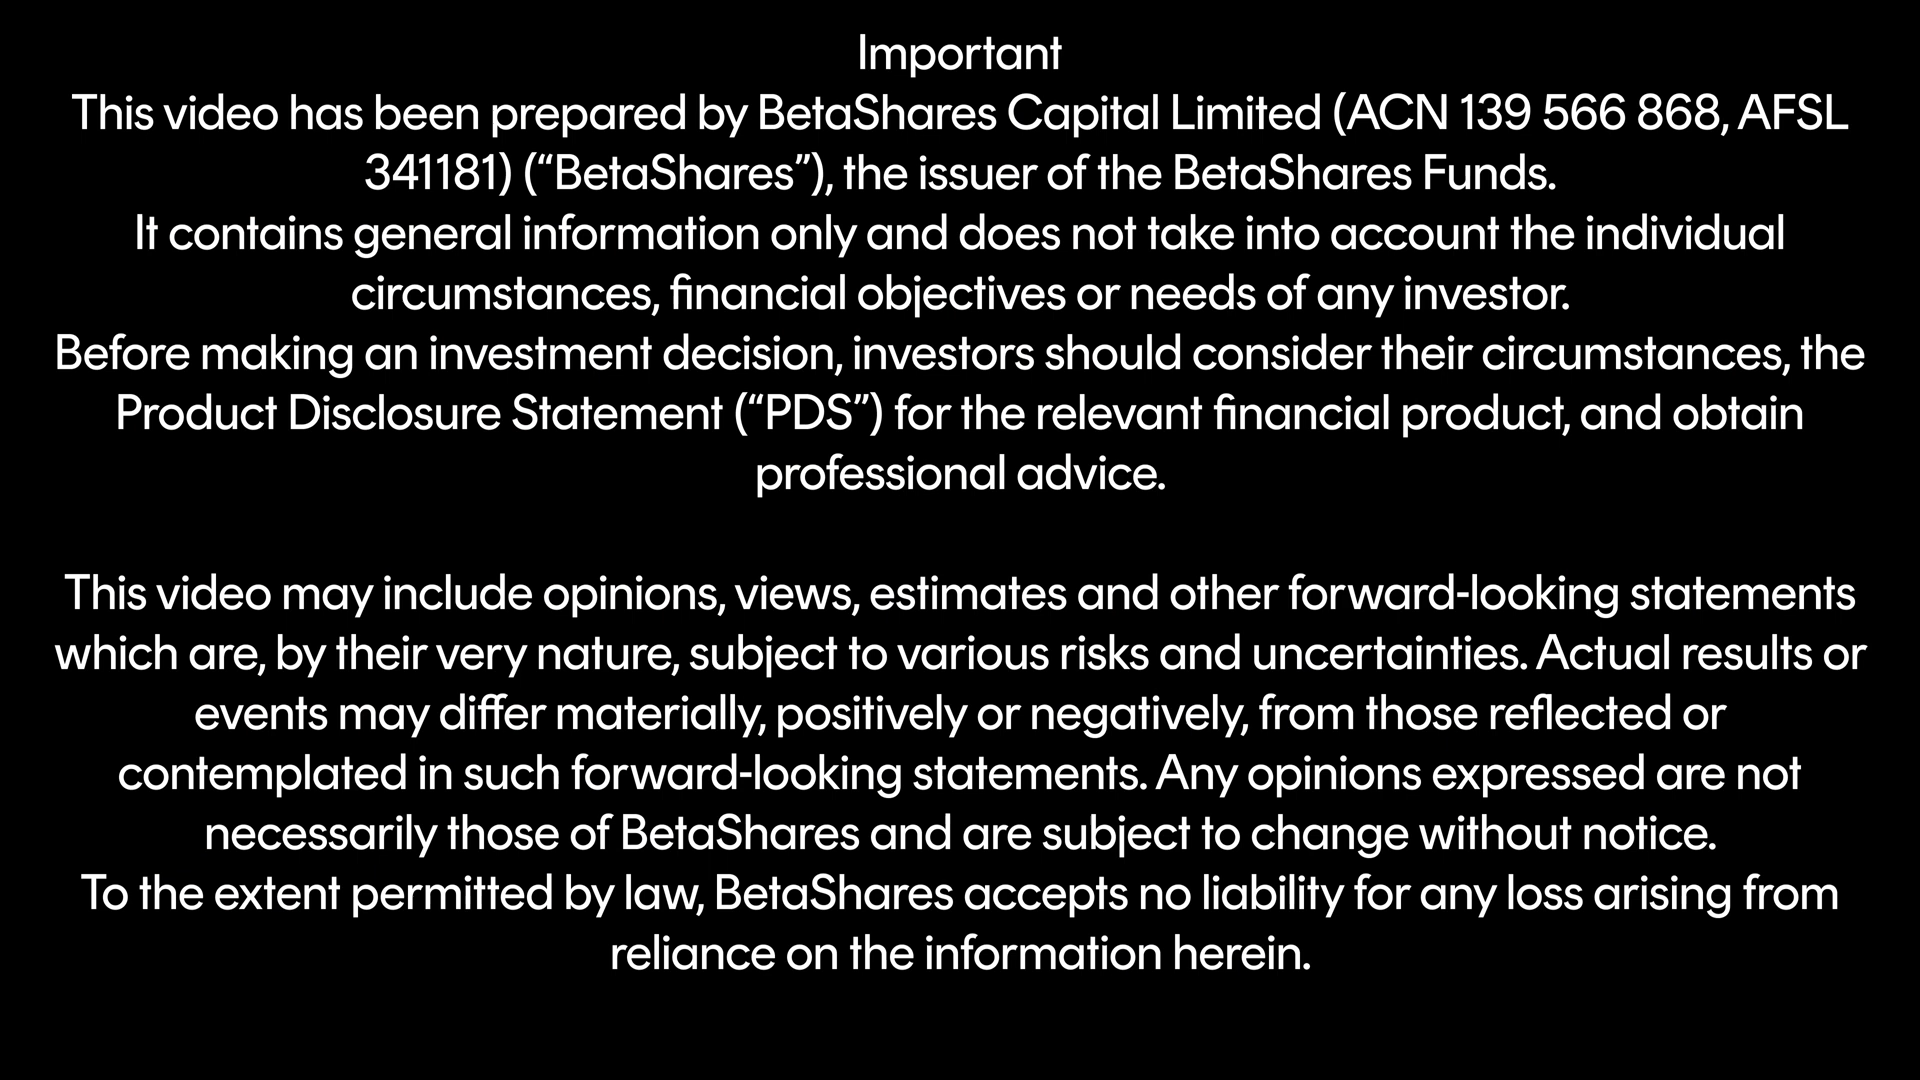 Important
This video has been prepared by BetaShares Capital Limited (ACN 139 566 868, AFSL
341181) (“BetaShares”), the issuer of the BetaShares Funds.
It contains general information only and does not take into account the individual
circumstances, financial objectives or needs of any investor.
Before making an investment decision, investors should consider their circumstances, the
Product Disclosure Statement (“PDS”) for the relevant financial product, and obtain
professional advice.
This video may include opinions, views, estimates and other forward-looking statements
which are, by their very nature, subject to various risks and uncertainties. Actual results or
events may differ materially, positively or negatively, from those reflected or
contemplated in such forward-looking statements. Any opinions expressed are not
necessarily those of BetaShares and are subject to change without notice.
To the extent permitted by law, BetaShares accepts no liability for any loss arising from
reliance on the information herein.